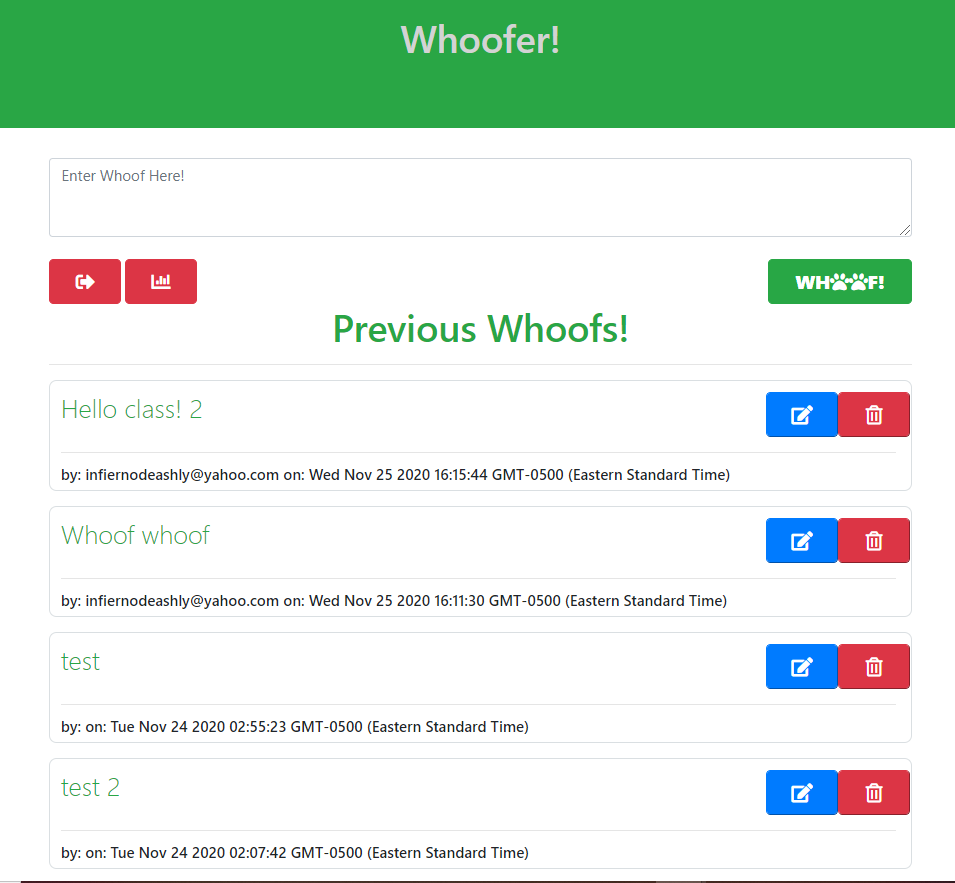 Whoofer!
Enter Whoof Here!
WH🐾🐾F!
Previous Whoofs!
Hello class! 2
by: infiernodeashly@yahoo.com on: Wed Nov 25 2020 16:15:44 GMT-0500 (Eastern Standard Time)
Whoof whoof
by: infiernodeashly@yahoo.com on: Wed Nov 25 2020 16:11:30 GMT-0500 (Eastern Standard Time)
test
by: on: Tue Nov 24 2020 02:55:23 GMT-0500 (Eastern Standard Time)
test 2
by: on: Tue Nov 24 2020 02:07:42 GMT-0500 (Eastern Standard Time)